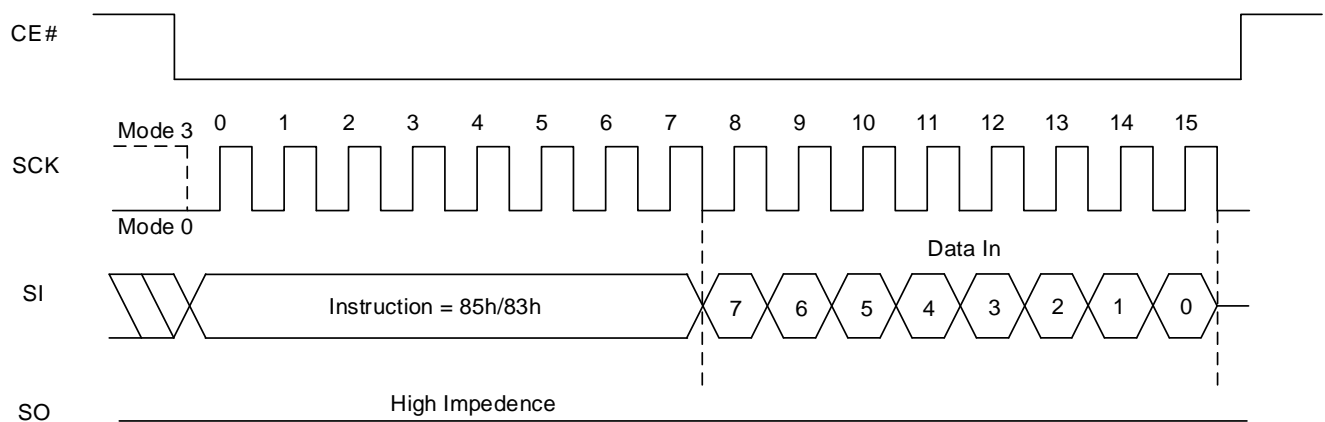 CE#
Mode 3 0 1 2 3 4 5 6 7 8 9 10 11 12 13 14 15
SCK
Mode 0
Data In
SI
Instruction = 85h/83h 7 6 5 4 3 2 1 0
High Impedence
SO